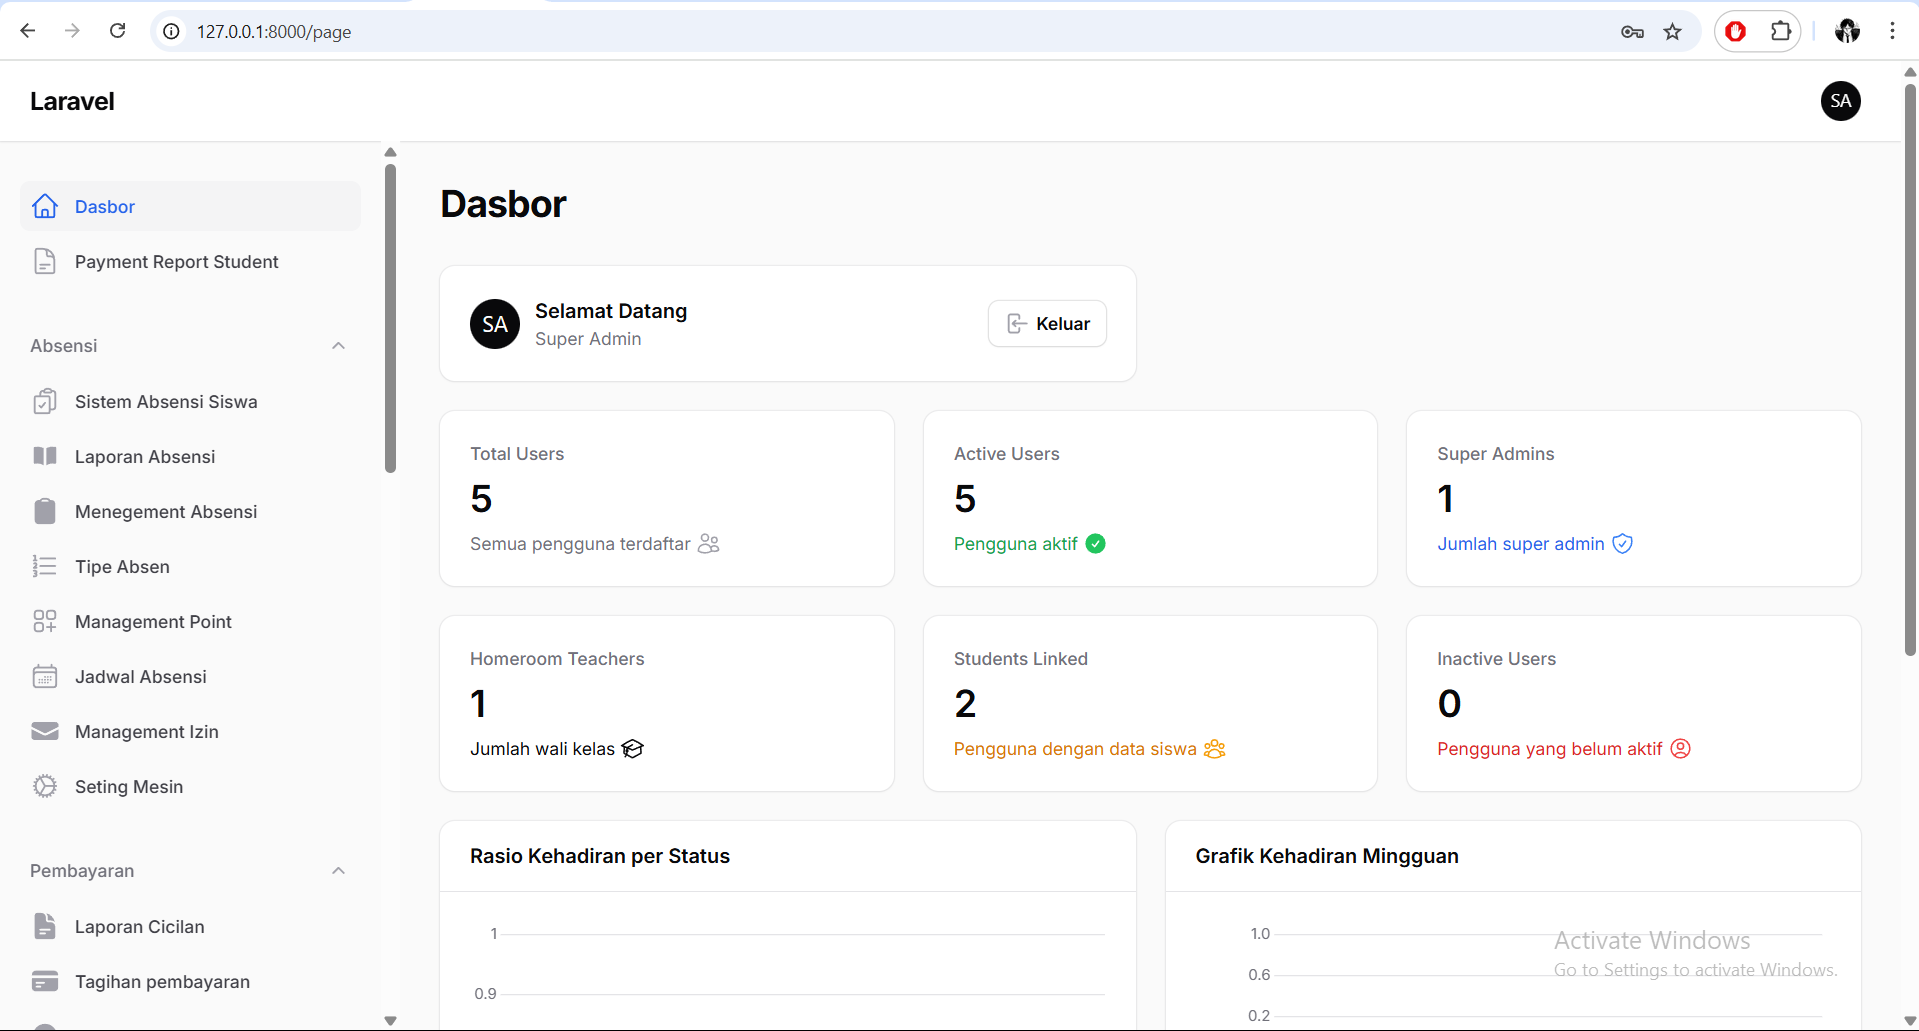 127.0.0.1:8000/page
Laravel
SA
Dasbor
Payment Report Student
Absensi
Sistem Absensi Siswa
Laporan Absensi
Menegement Absensi
Tipe Absen
Management Point
Jadwal Absensi
Management Izin
Seting Mesin
Pembayaran
Laporan Cicilan
Tagihan pembayaran
Dasbor
SA
Selamat Datang
Super Admin
Keluar
Total Users
5
Semua pengguna terdaftar
Active Users
5
Pengguna aktif
Super Admins
1
Jumlah super admin
Homeroom Teachers
1
Jumlah wali kelas
Students Linked
2
Pengguna dengan data siswa
Inactive Users
0
Pengguna yang belum aktif
Rasio Kehadiran per Status
1
0.9
Grafik Kehadiran Mingguan
1.0
0.6
0.2
Activate Windows
Go to Settings to activate Windows.